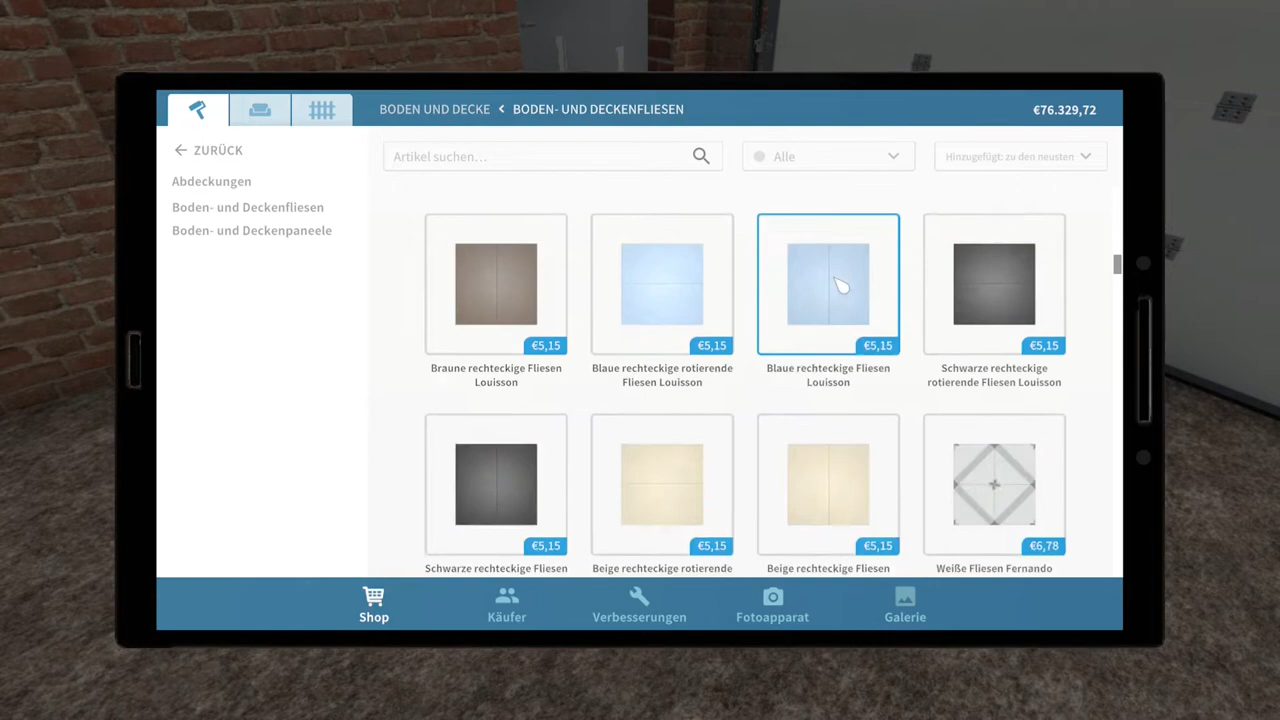 BODEN UND DECKE < BODEN- UND DECKENFLIESEN
€76.329,72
ZURÜCK
Abdeckungen
Boden- und Deckenfliesen
Boden- und Deckenpaneele
Artikel suchen...
Alle
Hinzugefügt: zu den neusten
€5,15
€5,15
€5,15
€5,15
Braune rechteckige Fliesen
Louisson
Blaue rechteckige rotierende
Fliesen Louisson
Blaue rechteckige Fliesen
Louisson
Schwarze rechteckige
rotierende Fliesen Louisson
€5,15
€5,15
€5,15
€6,78
Schwarze rechteckige Fliesen
Beige rechteckige rotierende
Beige rechteckige Fliesen
Weiße Fliesen Fernando
Shop
Käufer
Verbesserungen
Fotoapparat
Galerie